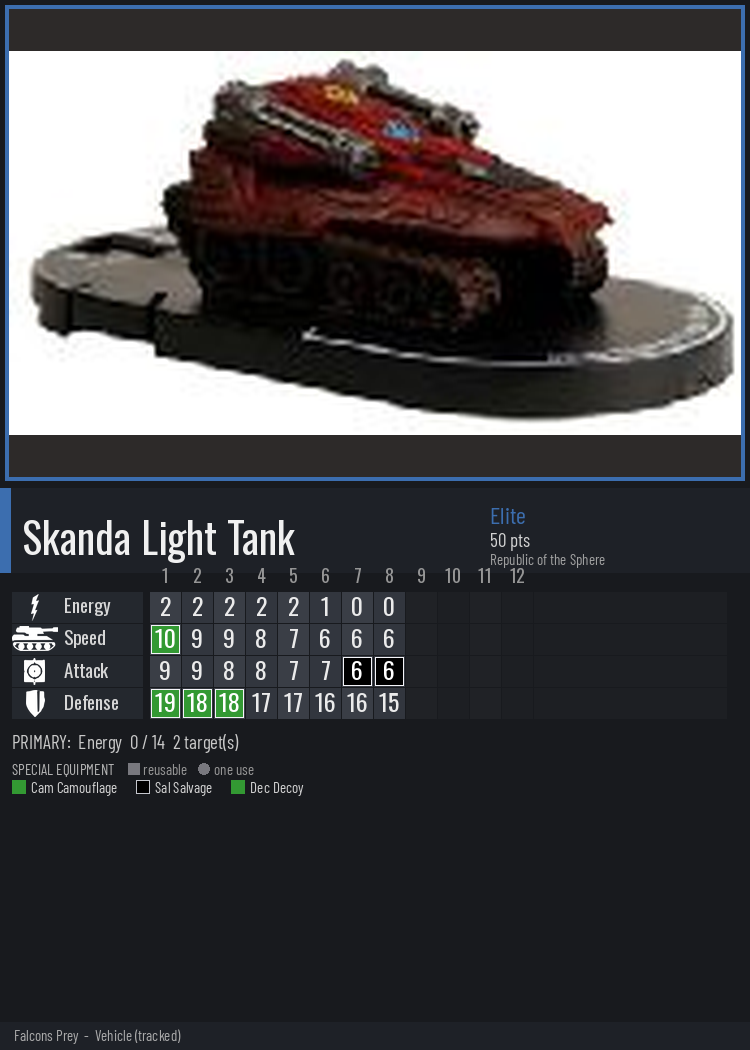 Skanda Light Tank
Elite
50 pts
Republic of the Sphere
1 2 3 4 5 6 7 8 9 10 11 12
Energy 2 2 2 2 2 1 0 0
Speed 10 9 9 8 7 6 6 6
Attack 9 9 8 8 7 7 6 6
Defense 19 18 18 17 17 16 16 15
PRIMARY: Energy 0 / 14 2 target(s)
SPECIAL EQUIPMENT reusable one use
Cam Camouflage Sal Salvage Dec Decoy
Falcons Prey - Vehicle (tracked)